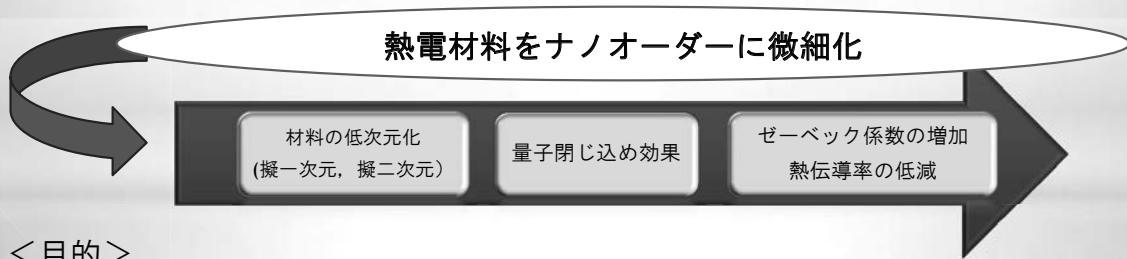 熱電材料をナノオーダーに微細化
材料の低次元化
(擬一次元，擬二次元)
量子閉じ込め効果
ゼーベック係数の増加
熱伝導率の低減
＜目的＞